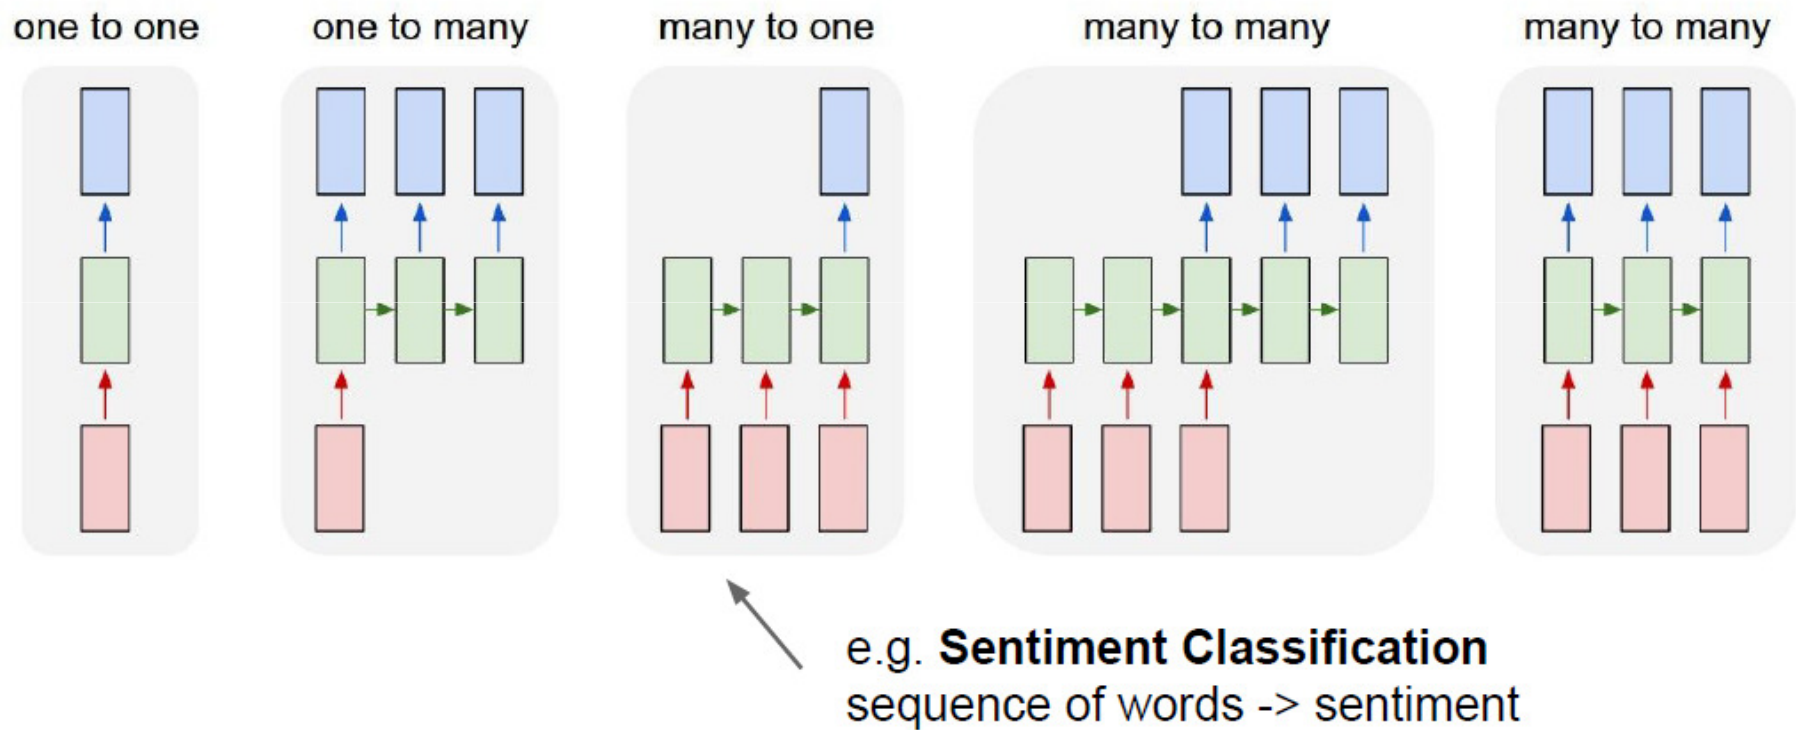 one to one
one to many
many to one
many to many
many to many
e.g. Sentiment Classification
sequence of words -> sentiment